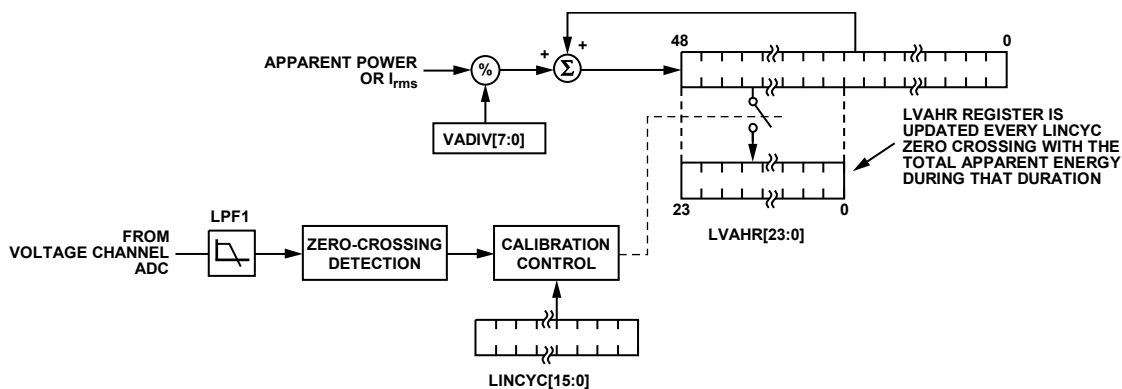 48
0
+
+
APPARENT POWER
OR Irms
%
Σ
VADIV[7:0]
LVAHR REGISTER IS
UPDATED EVERY LINCYC
ZERO CROSSING WITH THE
TOTAL APPARENT ENERGY
DURING THAT DURATION
23
0
LVAHR[23:0]
LPF1
FROM
VOLTAGE CHANNEL
ADC
ZERO-CROSSING
DETECTION
CALIBRATION
CONTROL
LINCYC[15:0]